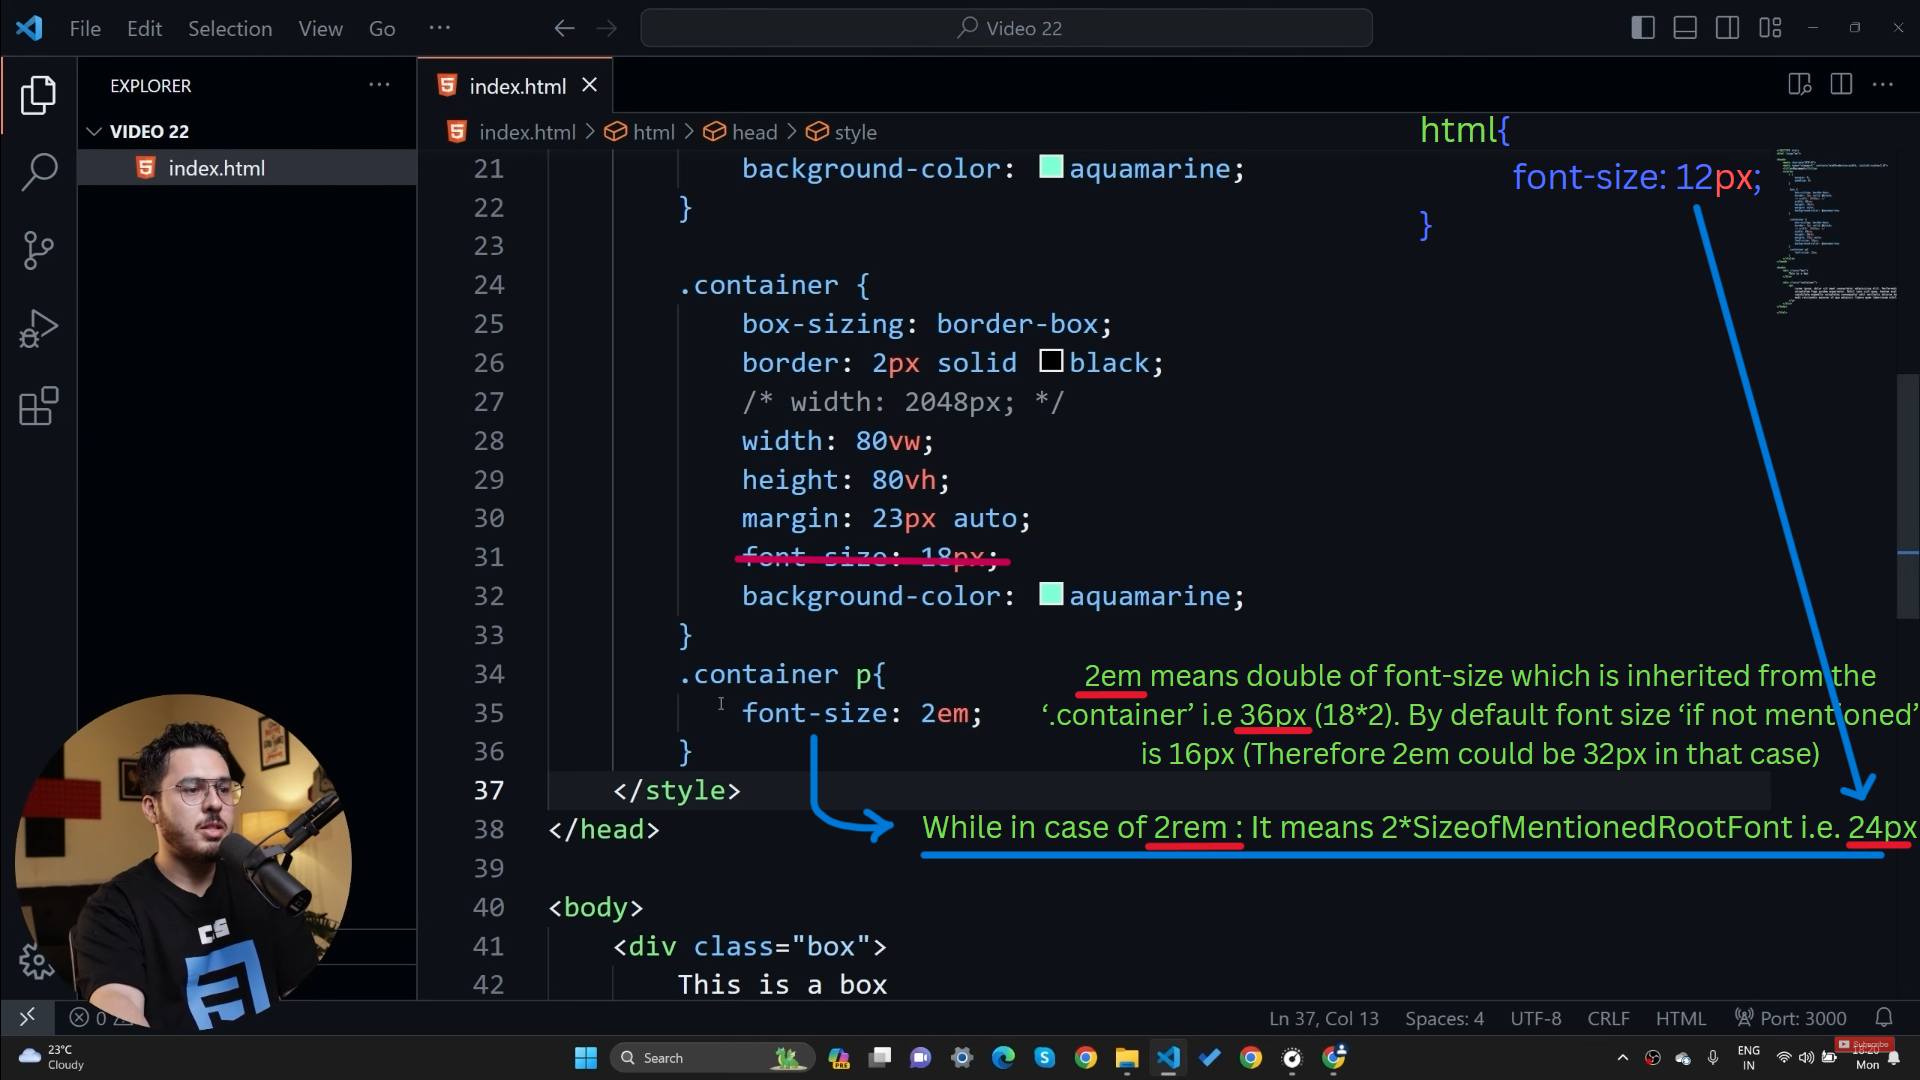 File Edit Selection View Go ···
Video 22
EXPLORER ···
VIDEO 22
index.html
index.html
index.html > html > head > style
html{
font-size: 12px;
}
21 background-color: aquamarine;
22 }
23
24 .container {
25 box-sizing: border-box;
26 border: 2px solid black;
27 /* width: 2048px; */
28 width: 80vw;
29 height: 80vh;
30 margin: 23px auto;
31 font-size: 18px;
32 background-color: aquamarine;
33 }
34 .container p{
35 font-size: 2em;
36 }
37 </style>
38 </head>
39
40 <body>
41 <div class="box">
42 This is a box
2em means double of font-size which is inherited from the
‘.container’ i.e 36px (18*2). By default font size ‘if not mentioned’
is 16px (Therefore 2em could be 32px in that case)
While in case of 2rem : It means 2*SizeofMentionedRootFont i.e. 24px
CS
0
Ln 37, Col 13 Spaces: 4 UTF-8 CRLF HTML Port: 3000
23°C
Cloudy
Search
PRE
ENG
IN
Subscribe
Mon